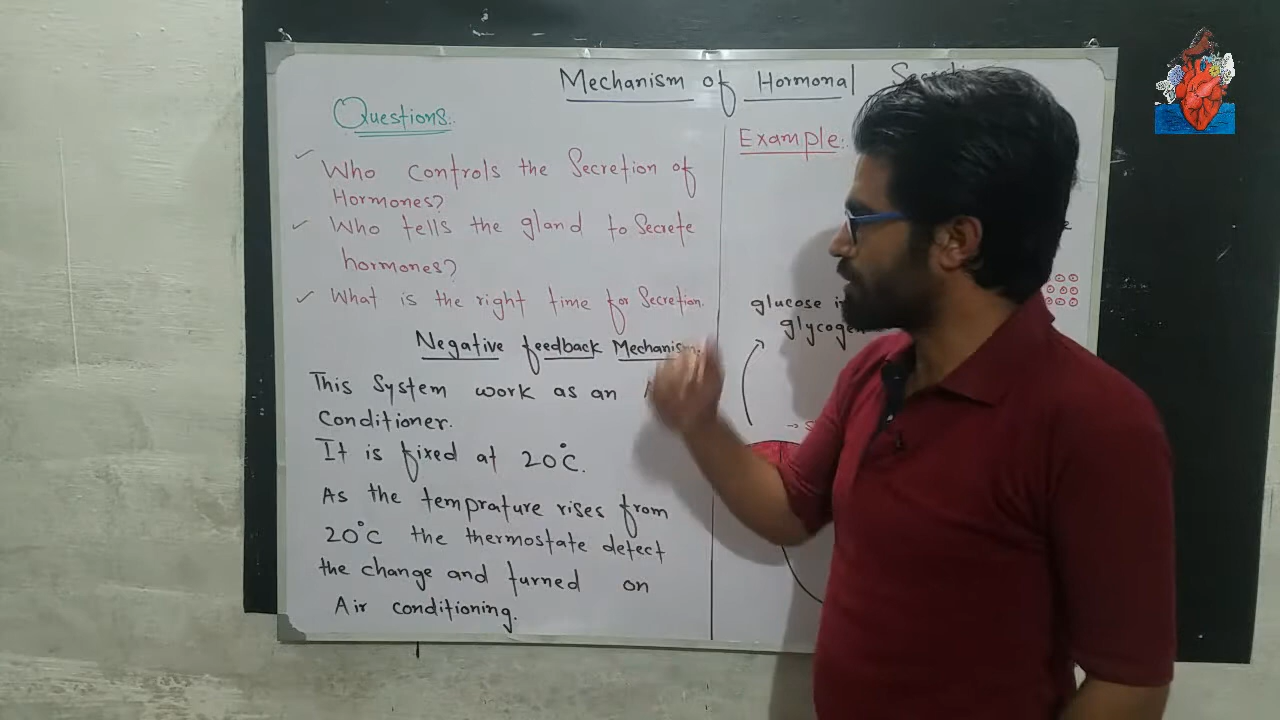 Mechanism of Hormonal
Questions:.
Who controls the Secretion of
Hormones?
Who tells the gland to Secrete
hormones?
What is the right time for Secretion.
Negative feedback Mechanism.
This System work as an
Conditioner.
It is fixed at 20°C.
As the temprature rises from
20°C the thermostate detect
the change and turned on
Air conditioning.
Example:.
glucose